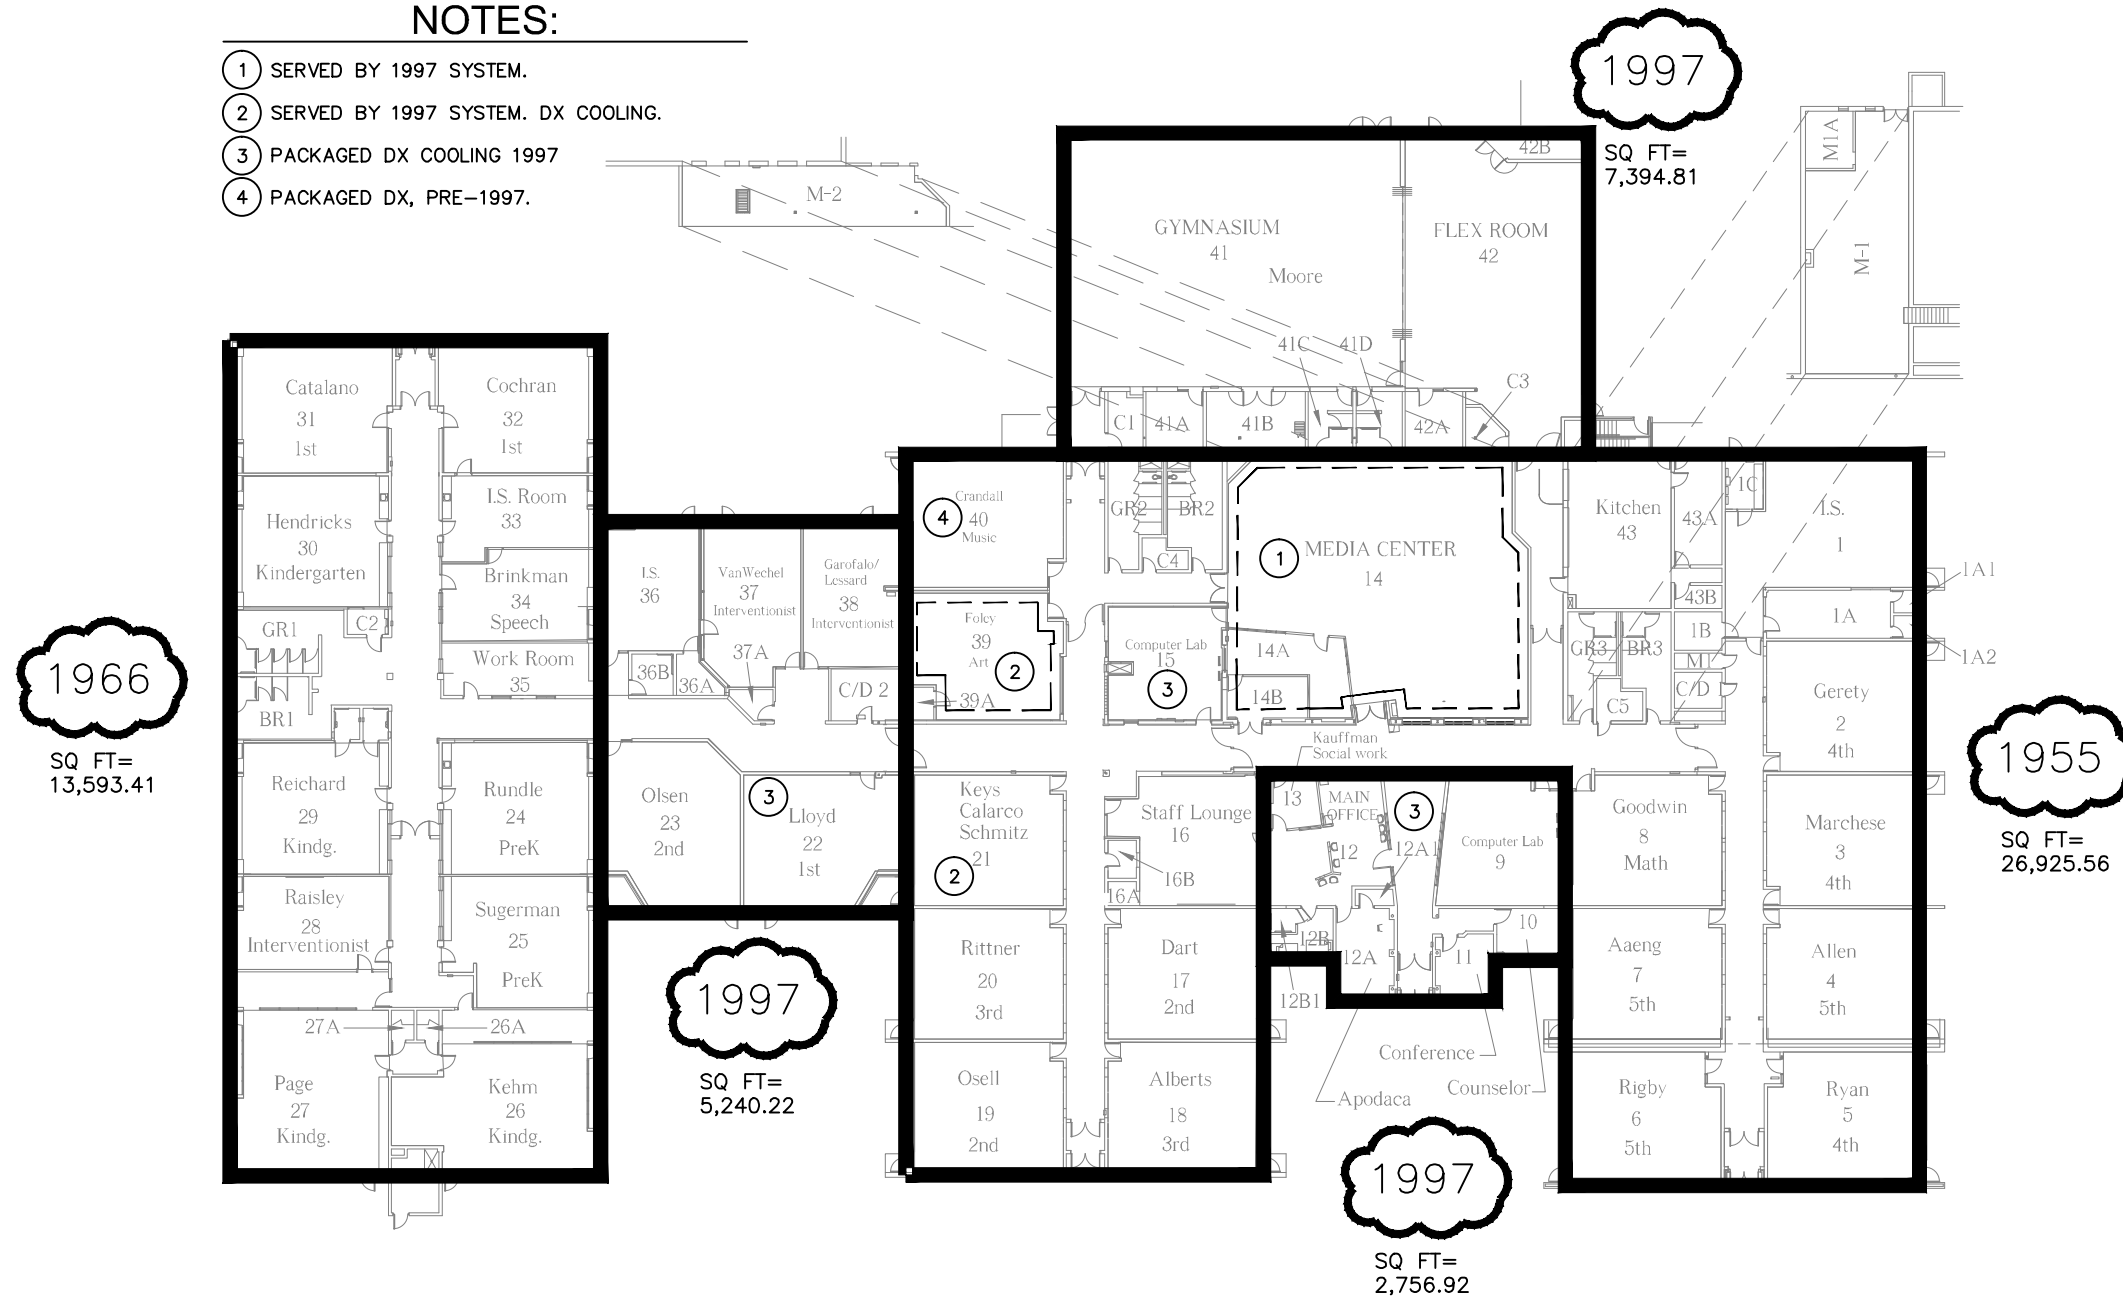 NOTES:
1 SERVED BY 1997 SYSTEM.
2 SERVED BY 1997 SYSTEM. DX COOLING.
3 PACKAGED DX COOLING 1997
4 PACKAGED DX, PRE-1997.
1997
SQ FT=
7,394.81
M-2
M1A
M-1
42B
GYMNASIUM
41
Moore
FLEX ROOM
42
41C
41D
C3
C1
41A
41B
42A
Catalano
31
1st
Cochran
32
1st
Hendricks
30
Kindergarten
I.S. Room
33
Brinkman
34
Speech
GR1
C2
Work Room
35
BR1
1966
SQ FT=
13,593.41
Reichard
29
Kindg.
Rundle
24
PreK
Raisley
28
Interventionist
Sugerman
25
PreK
27A
26A
Page
27
Kindg.
Kehm
26
Kindg.
I.S.
36
VanWechel
37
Interventionist
Garofalo/
Lessard
38
Interventionist
36B
36A
37A
C/D 2
39A
Olsen
23
2nd
3
Lloyd
22
1st
1997
SQ FT=
5,240.22
4
Crandall
40
Music
Foley
39
Art
2
GR2
BR2
C4
Computer Lab
15
3
1
MEDIA CENTER
14
14A
14B
Kitchen
43
43A
43B
1C
I.S.
1
1A1
1A
1A2
1B
GR3
BR3
M1
C/D 1
C5
Gerety
2
4th
1955
SQ FT=
26,925.56
Keys
Calarco
Schmitz
21
2
Staff Lounge
16
16B
16A
Kauffman
Social work
13
MAIN
OFFICE
3
12
12A1
Computer Lab
9
Goodwin
8
Math
Marchese
3
4th
Rittner
20
3rd
Dart
17
2nd
12B
12A
11
10
12B1
Aaeng
7
5th
Allen
4
5th
Conference
Counselor
Apodaca
Osell
19
2nd
Alberts
18
3rd
Rigby
6
5th
Ryan
5
4th
1997
SQ FT=
2,756.92